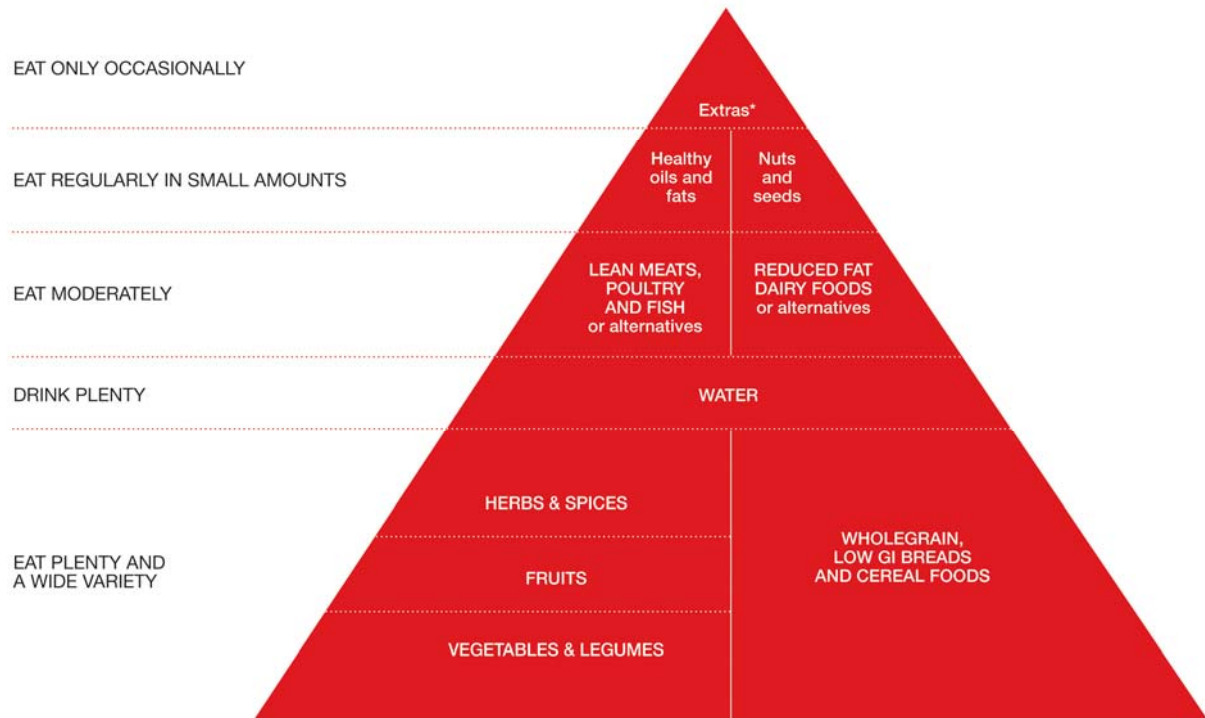 EAT ONLY OCCASIONALLY
Extras*
EAT REGULARLY IN SMALL AMOUNTS
Healthy
oils and
fats
Nuts
and
seeds
EAT MODERATELY
LEAN MEATS,
POULTRY
AND FISH
or alternatives
REDUCED FAT
DAIRY FOODS
or alternatives
DRINK PLENTY
WATER
EAT PLENTY AND
A WIDE VARIETY
HERBS & SPICES
FRUITS
VEGETABLES & LEGUMES
WHOLEGRAIN,
LOW GI BREADS
AND CEREAL FOODS